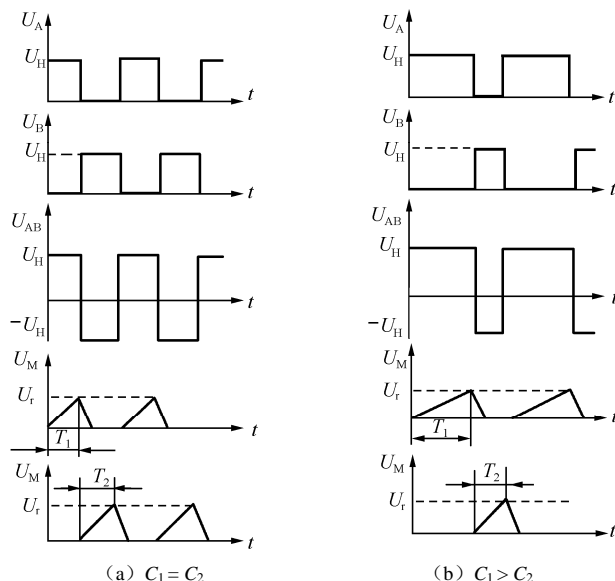 U_A
U_H
t
U_B
U_H
t
U_AB
U_H
t
−U_H
U_M
U_r
T_1
t
U_M
T_2
U_r
t
（a）C_1 = C_2
U_A
U_H
t
U_B
U_H
t
U_AB
U_H
t
−U_H
U_M
U_r
T_1
t
U_M
T_2
U_r
t
（b）C_1 > C_2